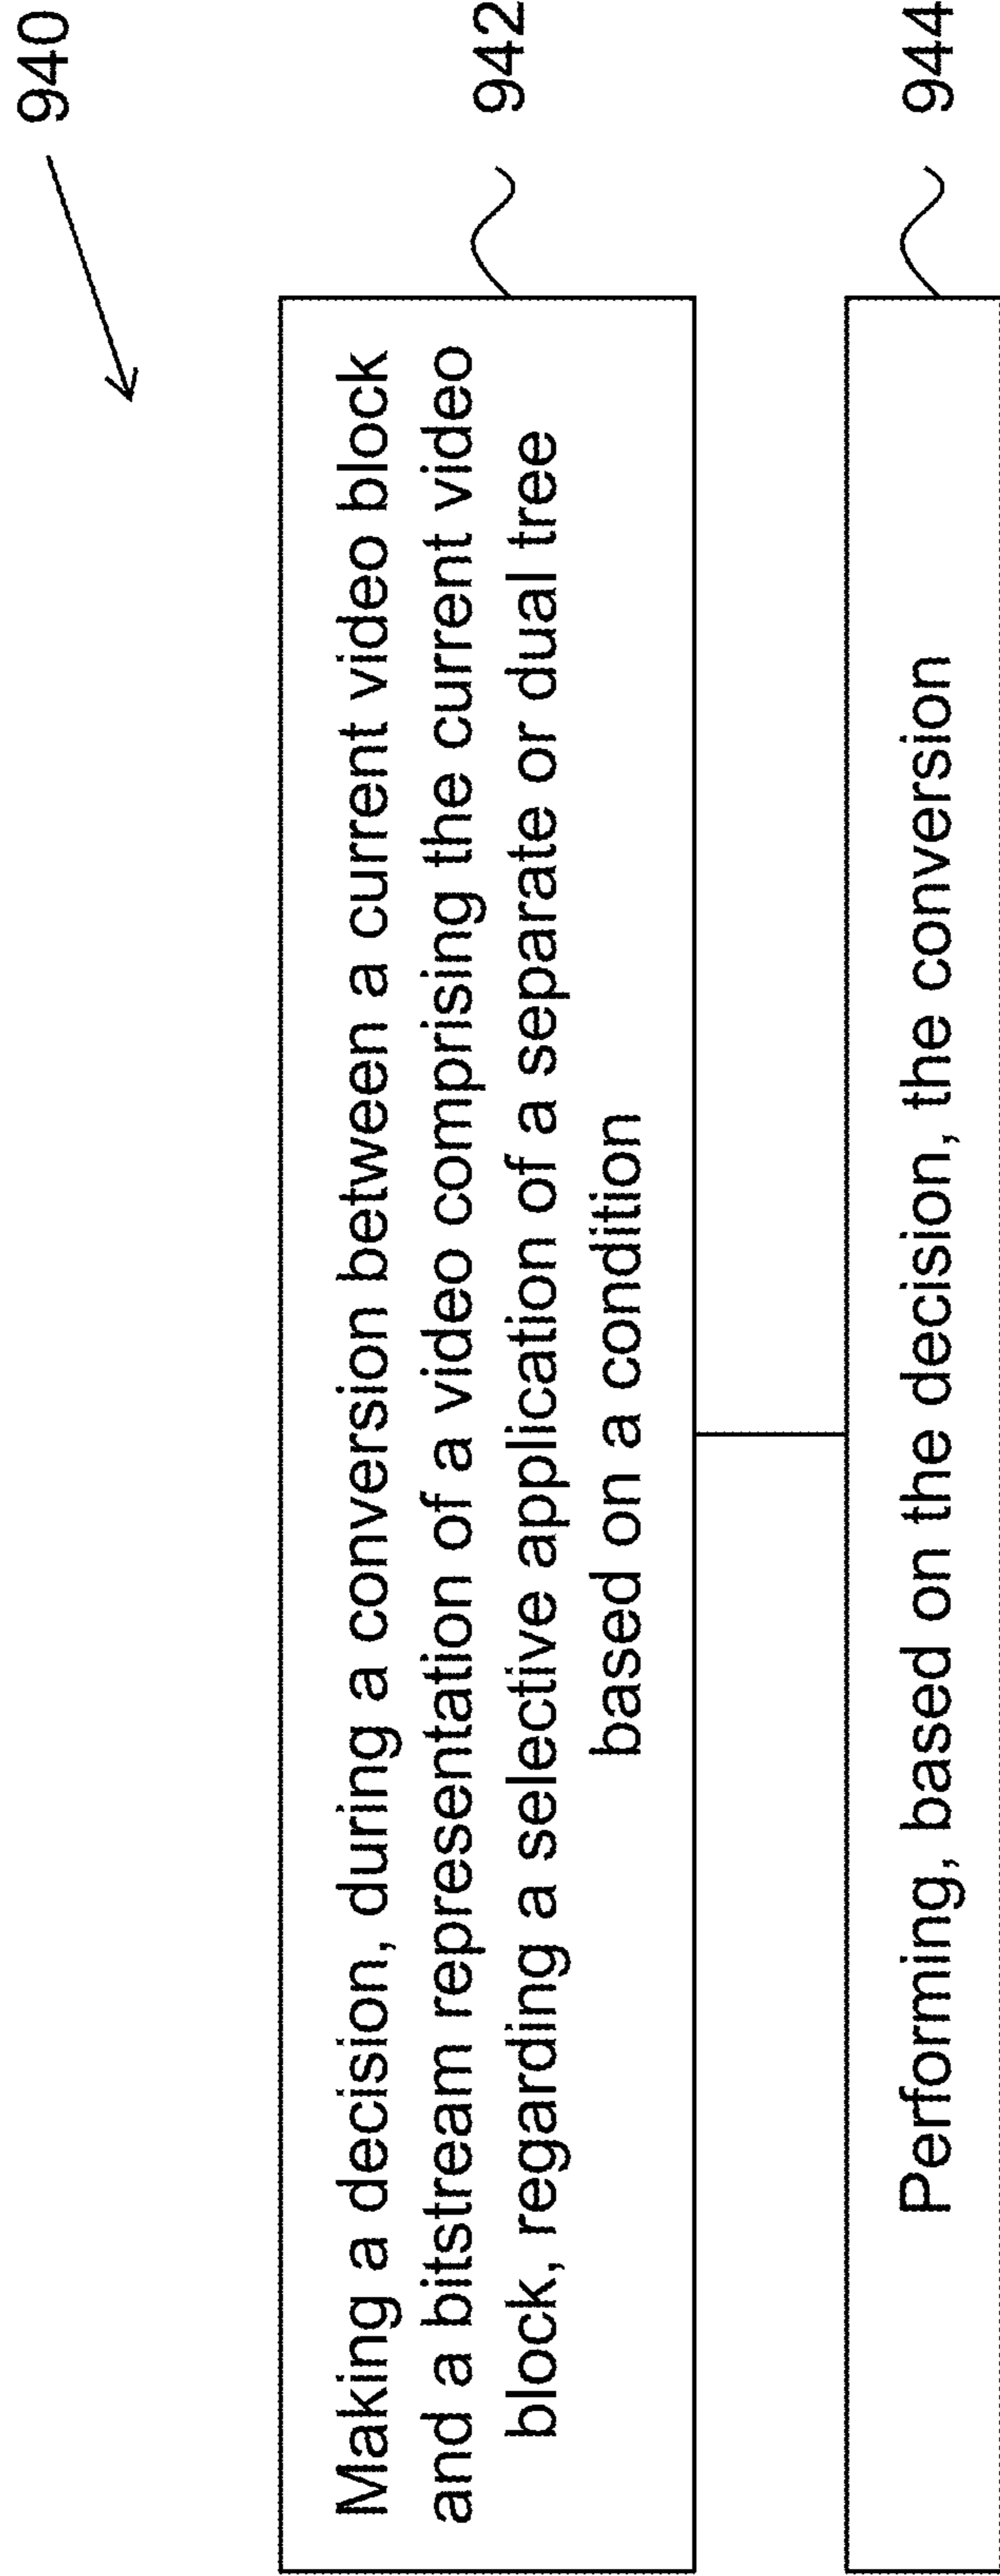 940
Making a decision, during a conversion between a current video block
and a bitstream representation of a video comprising the current video
block, regarding a selective application of a separate or dual tree
based on a condition
942
Performing, based on the decision, the conversion
944